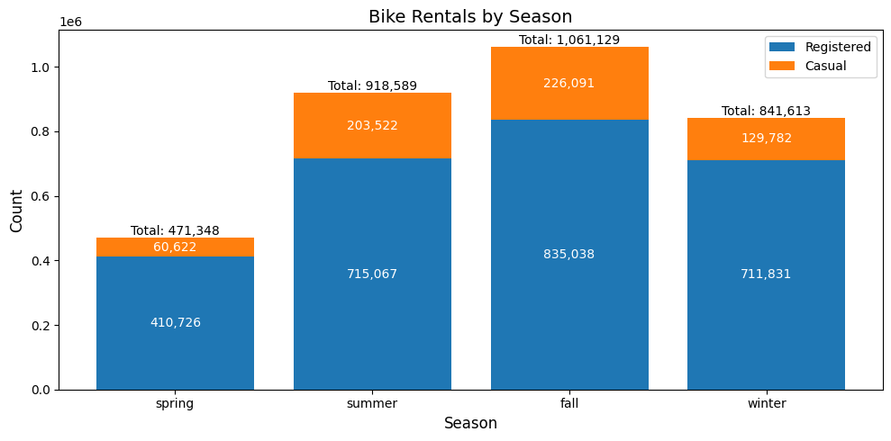 Bike Rentals by Season
1e6
Total: 1,061,129
Registered
Casual
1.0
226,091
Total: 918,589
Total: 841,613
203,522
129,782
0.8
0.6
Count
835,038
715,067
711,831
Total: 471,348
60,622
0.4
410,726
0.2
0.0
spring
summer
fall
winter
Season